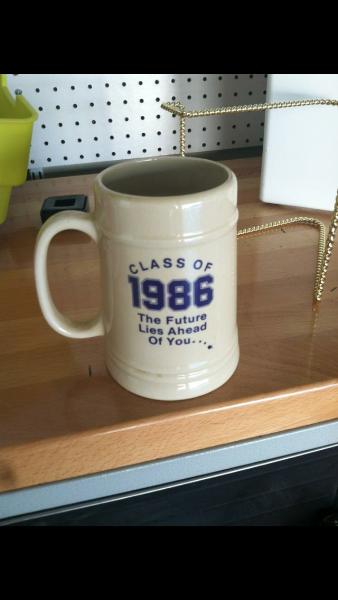 CLASS OF
1986
The Future
Lies Ahead
Of You....